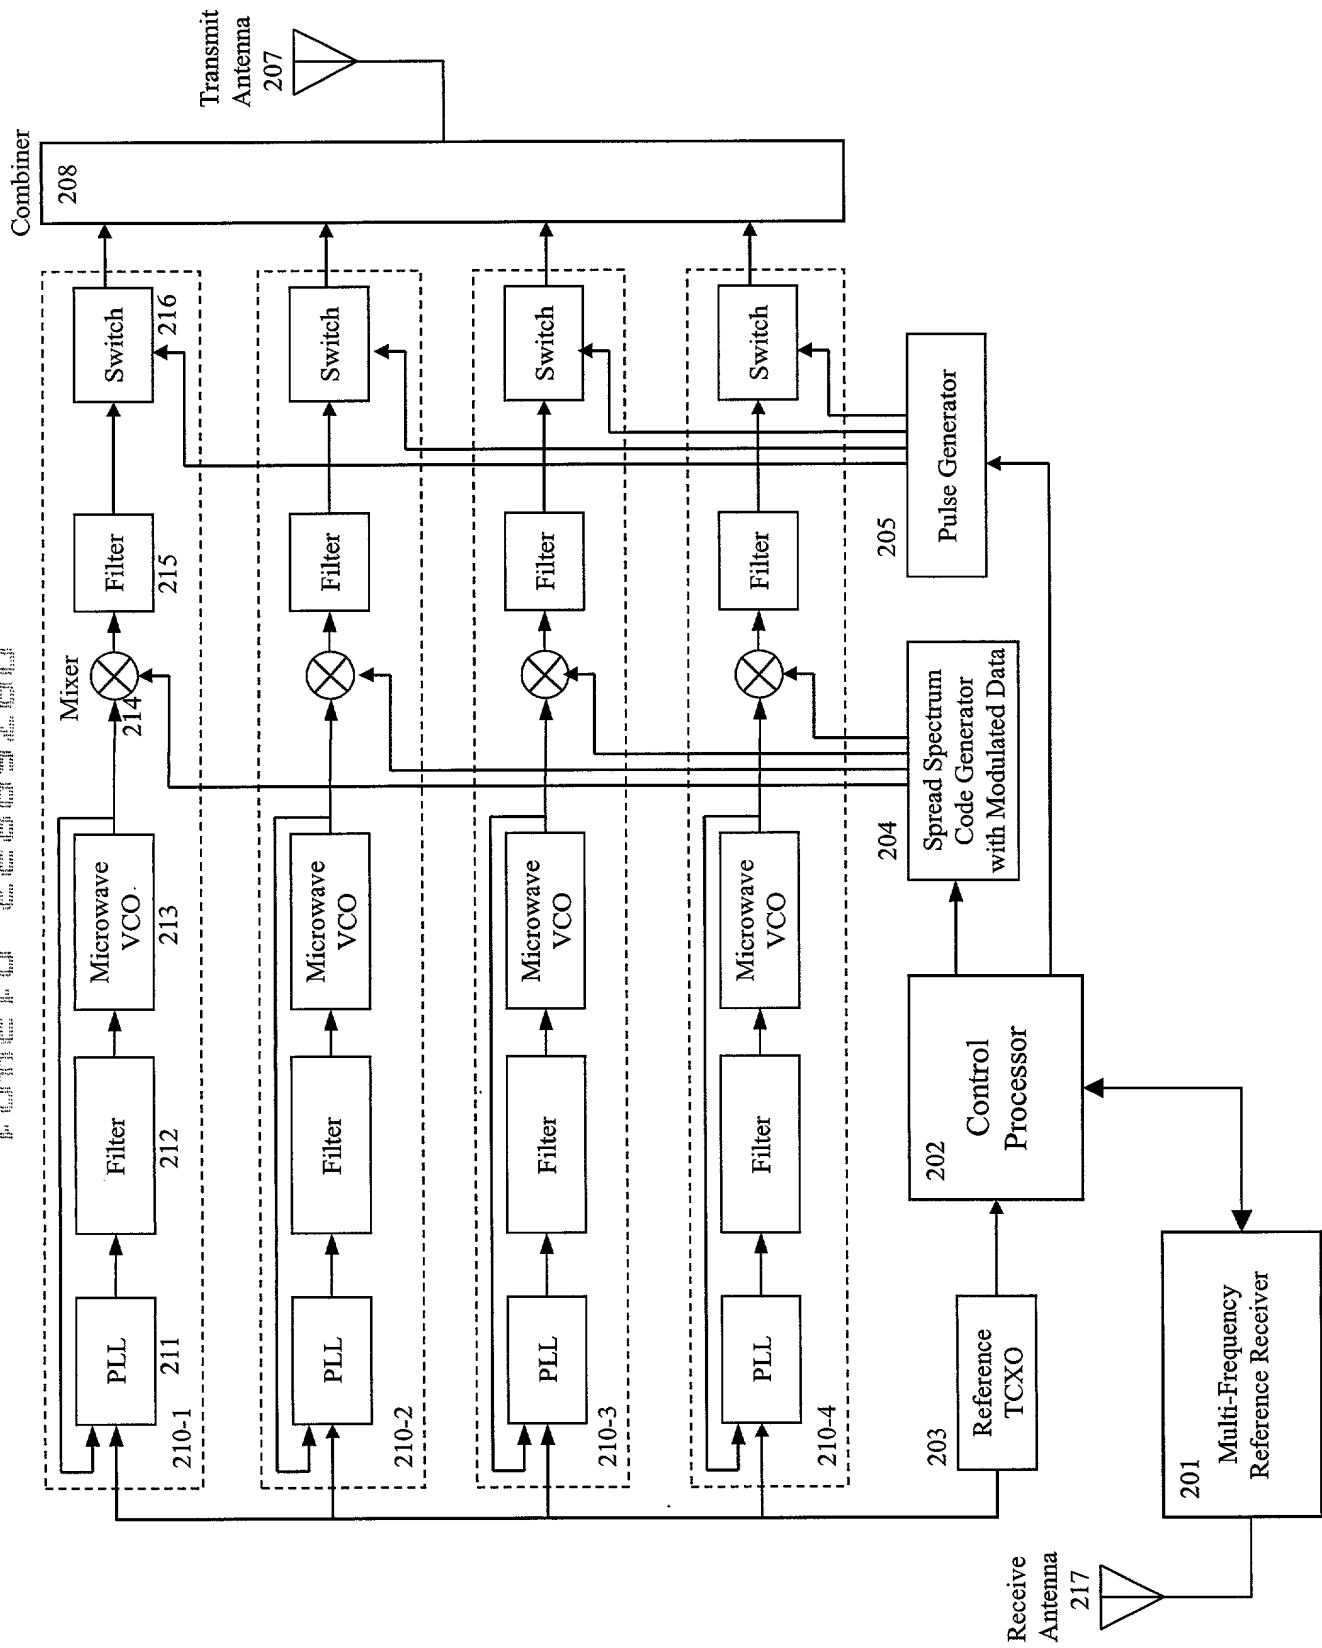 Combiner
208
Transmit
Antenna
207
Mixer
214
PLL
211
Filter
212
Microwave
VCO
213
Filter
215
Switch
216
210-1
PLL
Filter
Microwave
VCO
Filter
Switch
210-2
PLL
Filter
Microwave
VCO
Filter
Switch
210-3
PLL
Filter
Microwave
VCO
Filter
Switch
210-4
203
Reference
TCXO
202
Control
Processor
204
Spread Spectrum
Code Generator
with Modulated Data
205
Pulse Generator
Receive
Antenna
217
201
Multi-Frequency
Reference Receiver